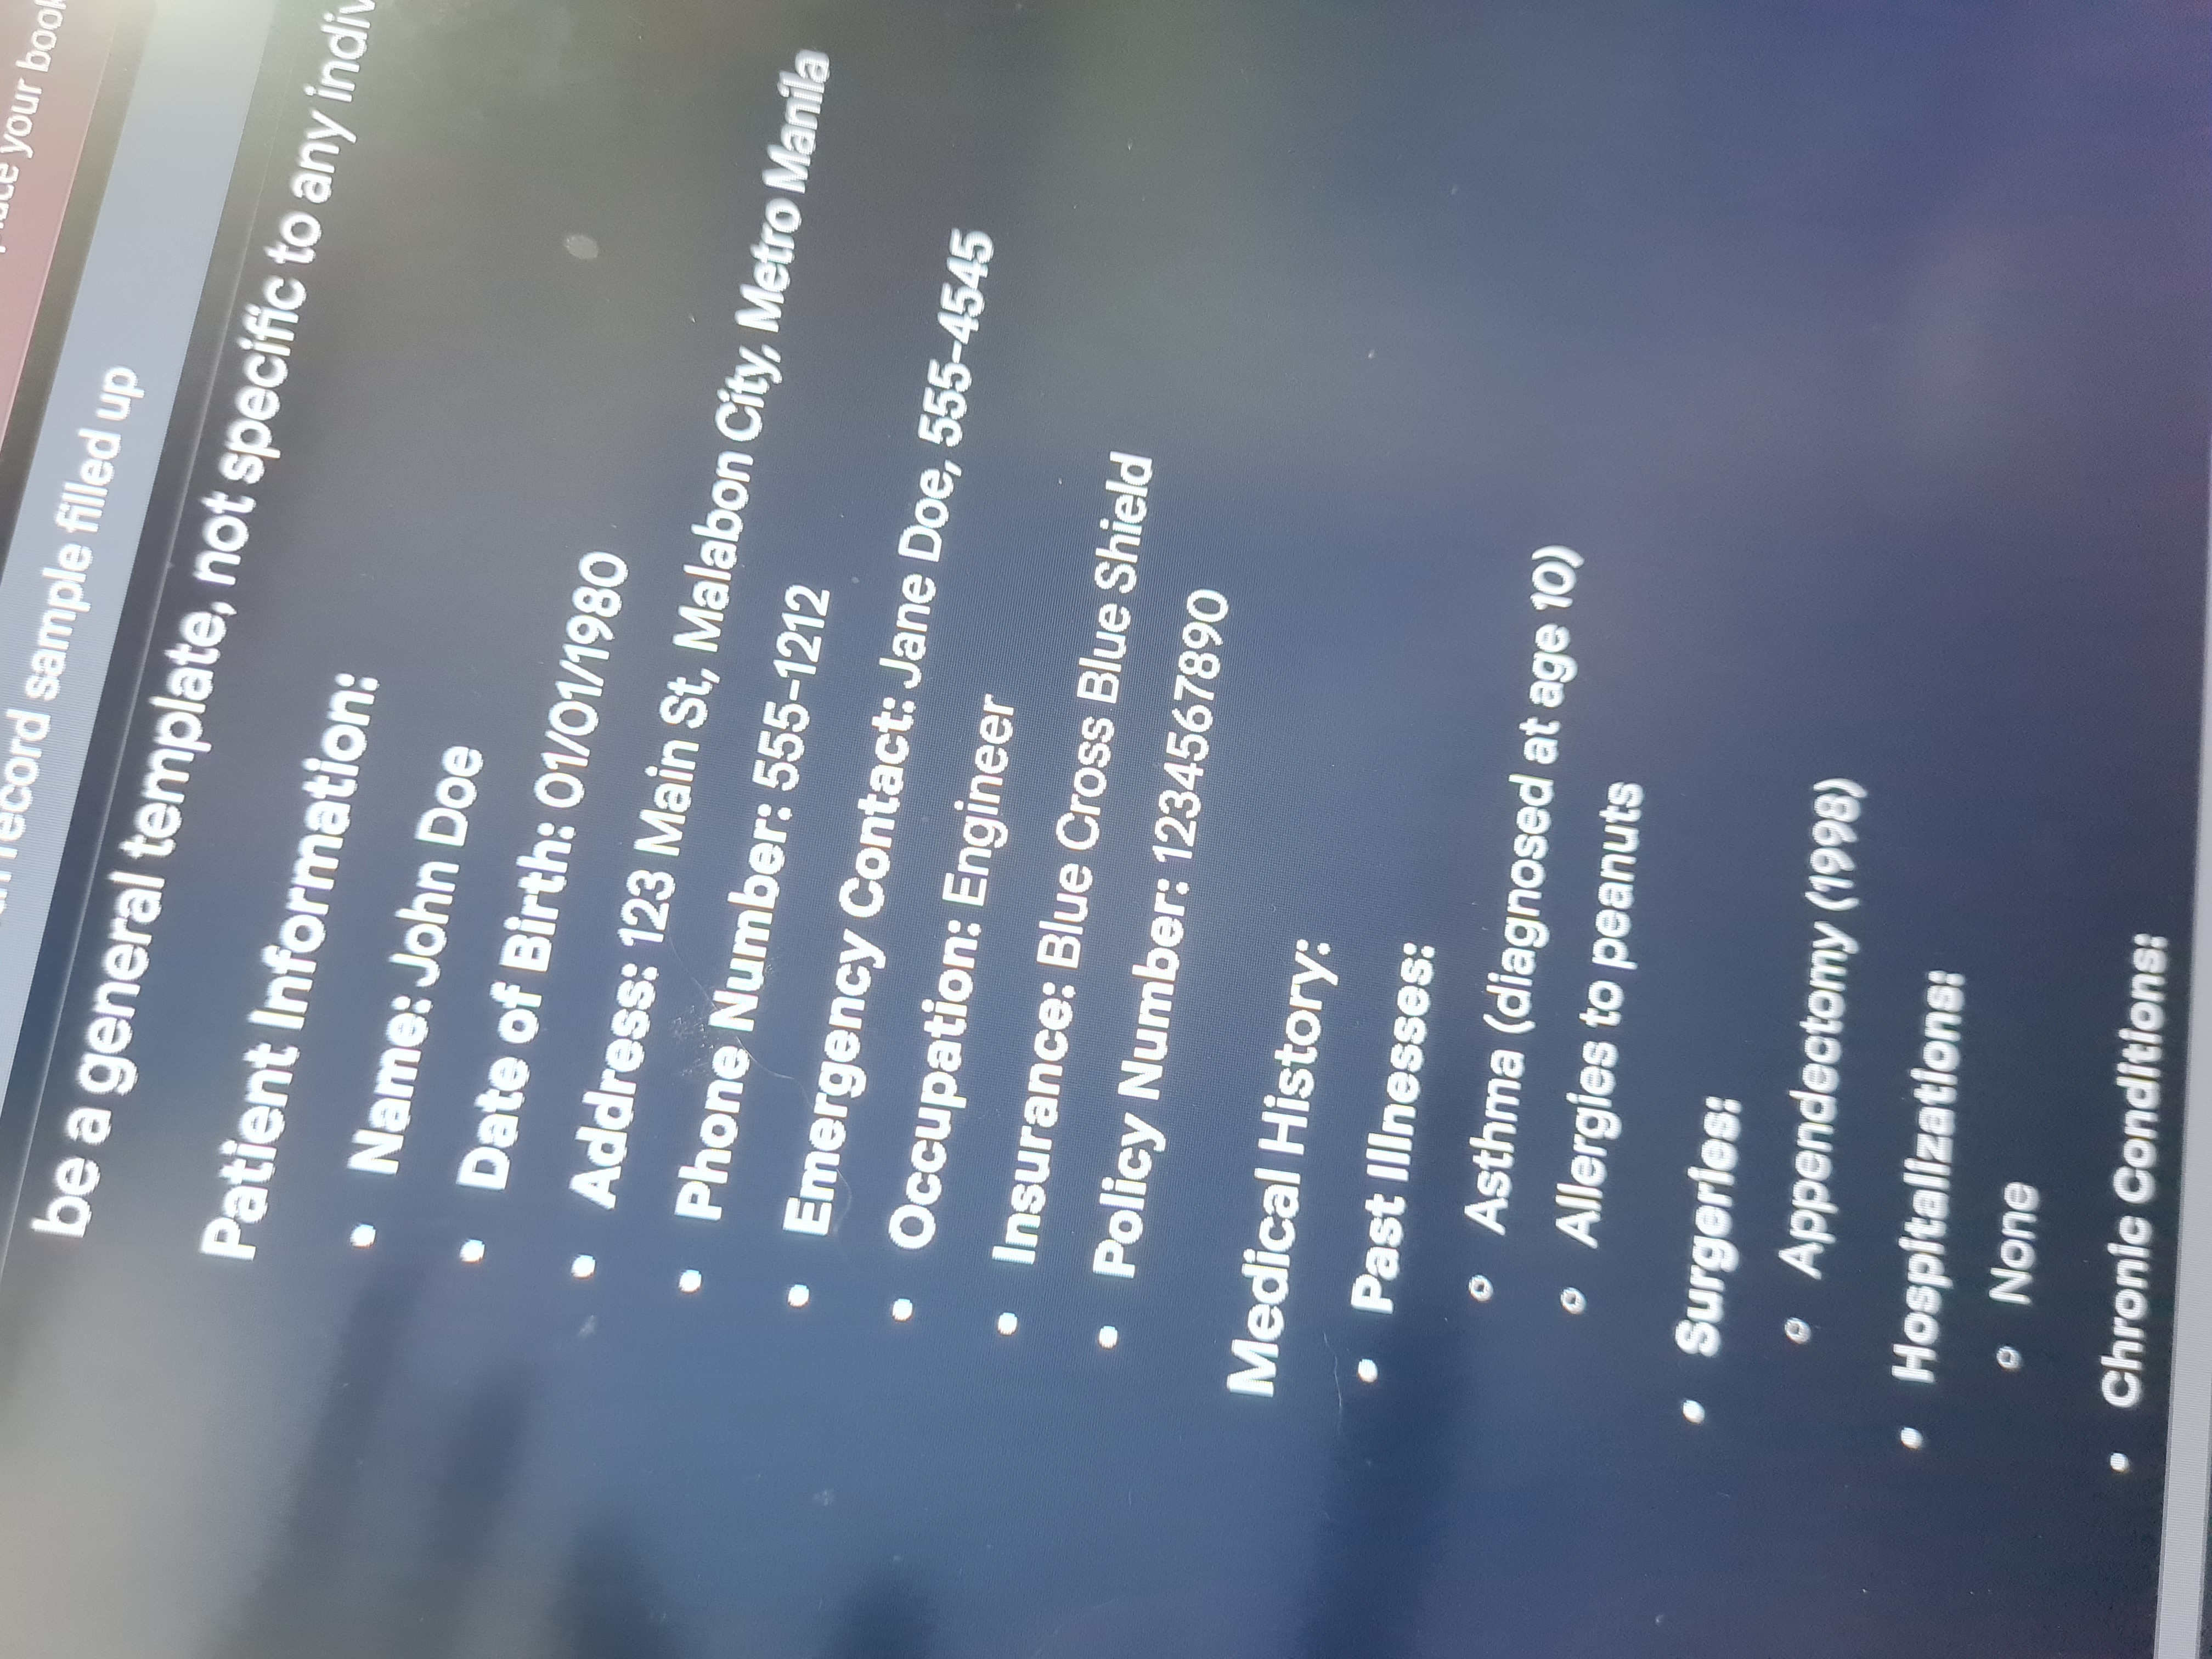 your book
record sample filled up
be a general template, not specific to any
Patient Information:
• Name: John Doe
• Date of Birth: 01/01/1980
• Address: 123 Main St, Malabon City, Metro Manila
• Phone Number: 555-1212
• Emergency Contact: Jane Doe, 555-4545
• Occupation: Engineer
• Insurance: Blue Cross Blue Shield
• Policy Number: 1234567890
Medical History:
• Past Illnesses:
○ Asthma (diagnosed at age 10)
○ Allergies to peanuts
• Surgeries:
○ Appendectomy (1998)
• Hospitalizations:
○ None
• Chronic Conditions: